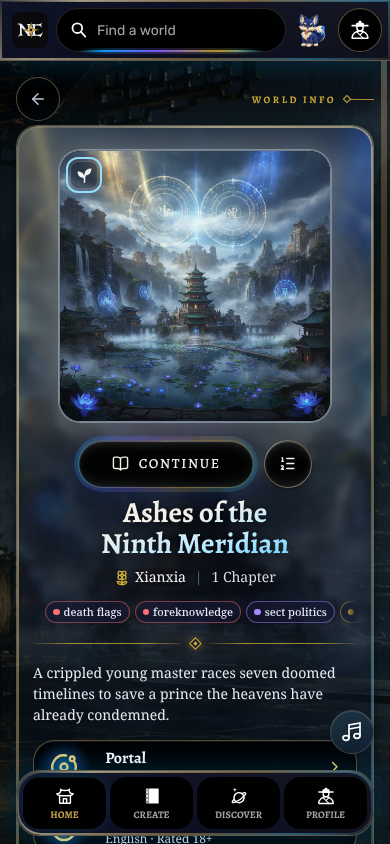 NE
Find a world
WORLD INFO
CONTINUE
Ashes of the
Ninth Meridian
Xianxia | 1 Chapter
death flags
foreknowledge
sect politics
A crippled young master races seven doomed
timelines to save a prince the heavens have
already condemned.
Portal
HOME
CREATE
DISCOVER
PROFILE
English · Rated 18+